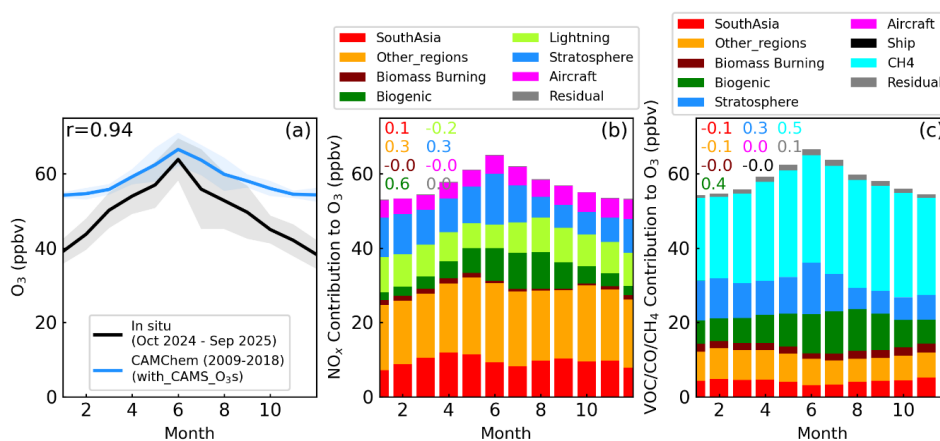 r=0.94
(a)
O₃ (ppbv)
60
40
20
0
In situ
(Oct 2024 - Sep 2025)
CAMChem (2009-2018)
(with_CAMS_O₃s)
2 4 6 8 10
Month
SouthAsia
Other_regions
Biomass Burning
Biogenic
Lightning
Stratosphere
Aircraft
Residual
(b)
0.1 -0.2
0.3 0.3
-0.0 -0.0
0.6 0.0
NOₓ Contribution to O₃ (ppbv)
60
40
20
0
2 4 6 8 10
Month
SouthAsia
Other_regions
Biomass Burning
Biogenic
Stratosphere
Aircraft
Ship
CH4
Residual
(c)
-0.1 0.3 0.5
-0.1 0.0 0.1
-0.0 -0.0
0.4
VOC/CO/CH₄ Contribution to O₃ (ppbv)
60
40
20
0
2 4 6 8 10
Month